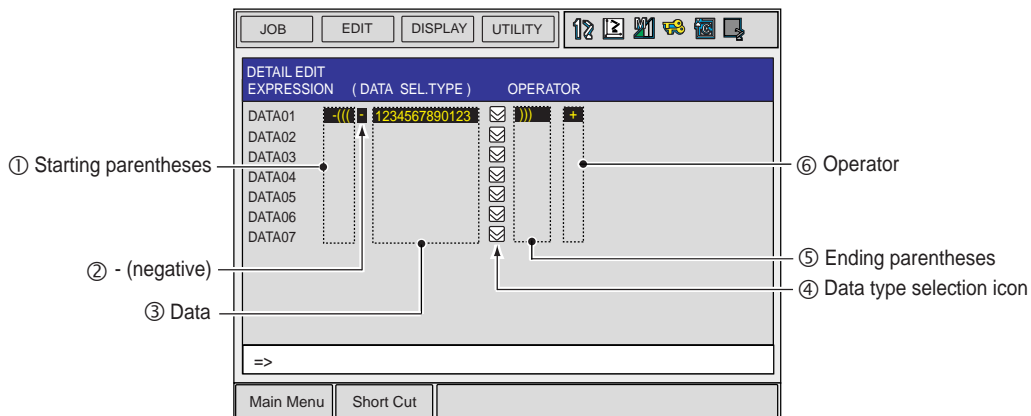 JOB EDIT DISPLAY UTILITY
DETAIL EDIT
EXPRESSION ( DATA SEL.TYPE ) OPERATOR
DATA01 -((( - 1234567890123 ))) +
DATA02
DATA03
DATA04
DATA05
DATA06
DATA07
① Starting parentheses
② - (negative)
③ Data
⑥ Operator
⑤ Ending parentheses
④ Data type selection icon
=>
Main Menu Short Cut